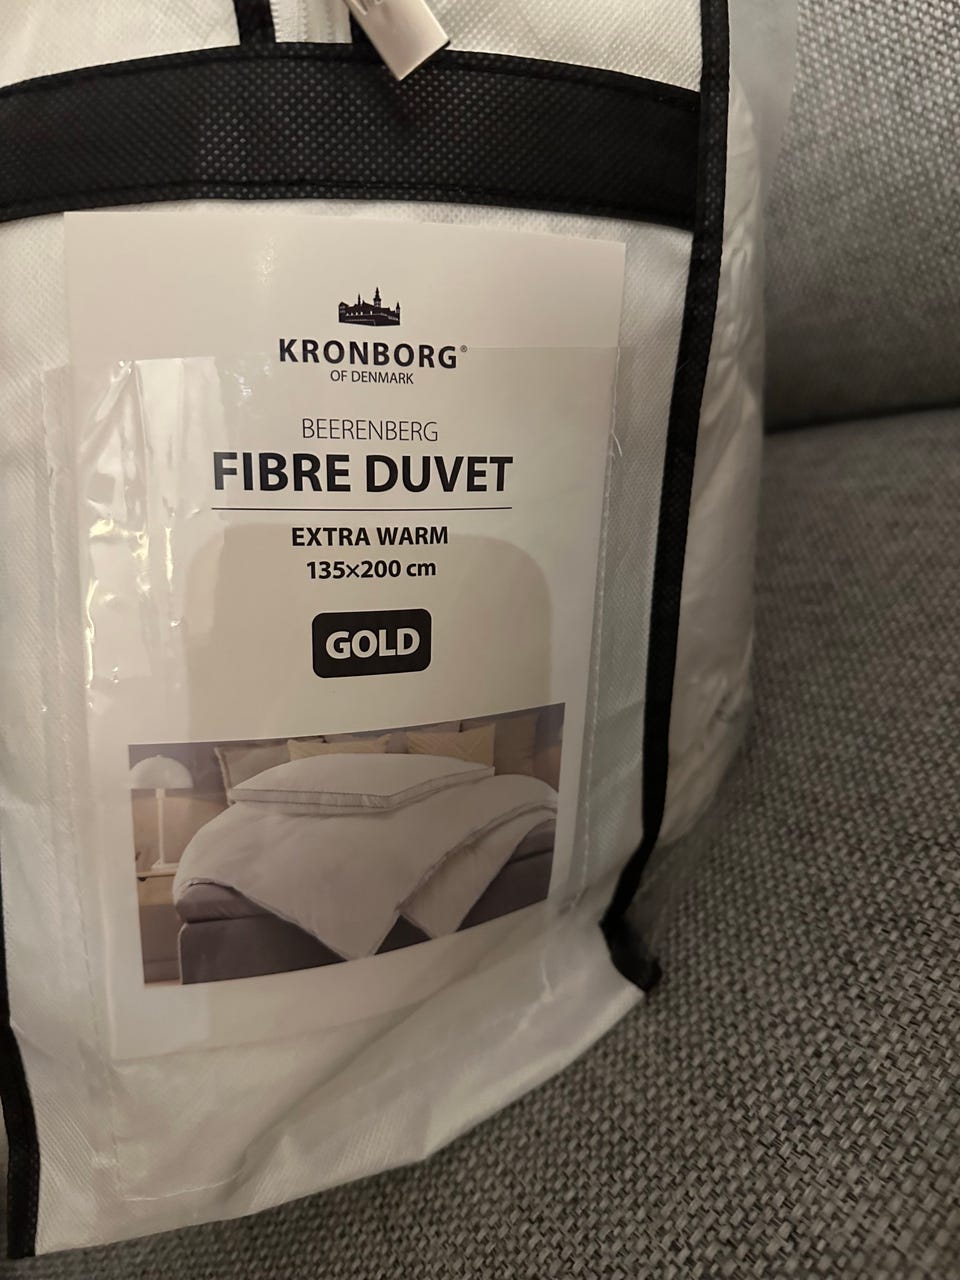 KRONBORG®
OF DENMARK
BEERENBERG
FIBRE DUVET
EXTRA WARM
135×200 cm
GOLD